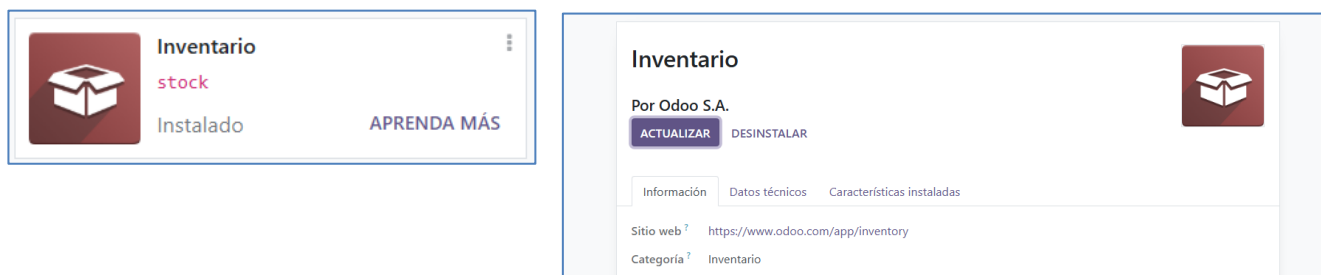 Inventario
stock
Instalado
APRENDA MÁS
Inventario
Por Odoo S.A.
ACTUALIZAR DESINSTALAR
Información Datos técnicos Características instaladas
Sitio web ? https://www.odoo.com/app/inventory
Categoría ? Inventario